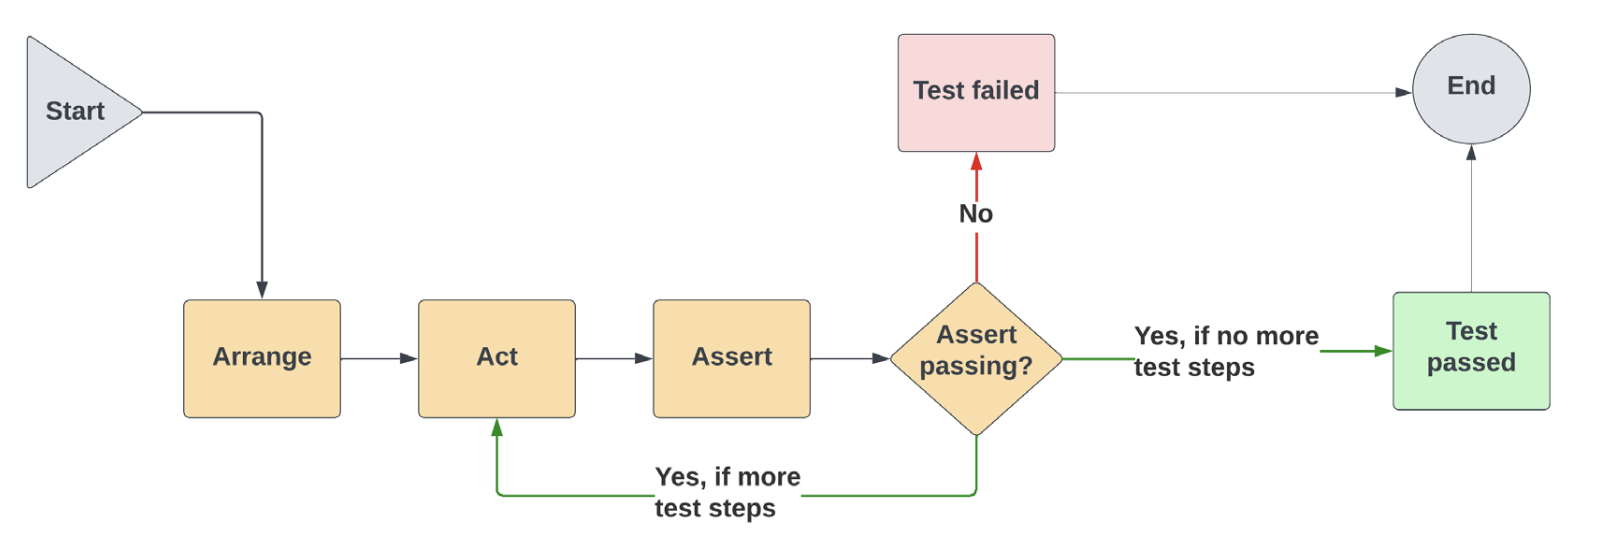 Start
Test failed
End
No
Arrange
Act
Assert
Assert
passing?
Yes, if no more
test steps
Test
passed
Yes, if more
test steps